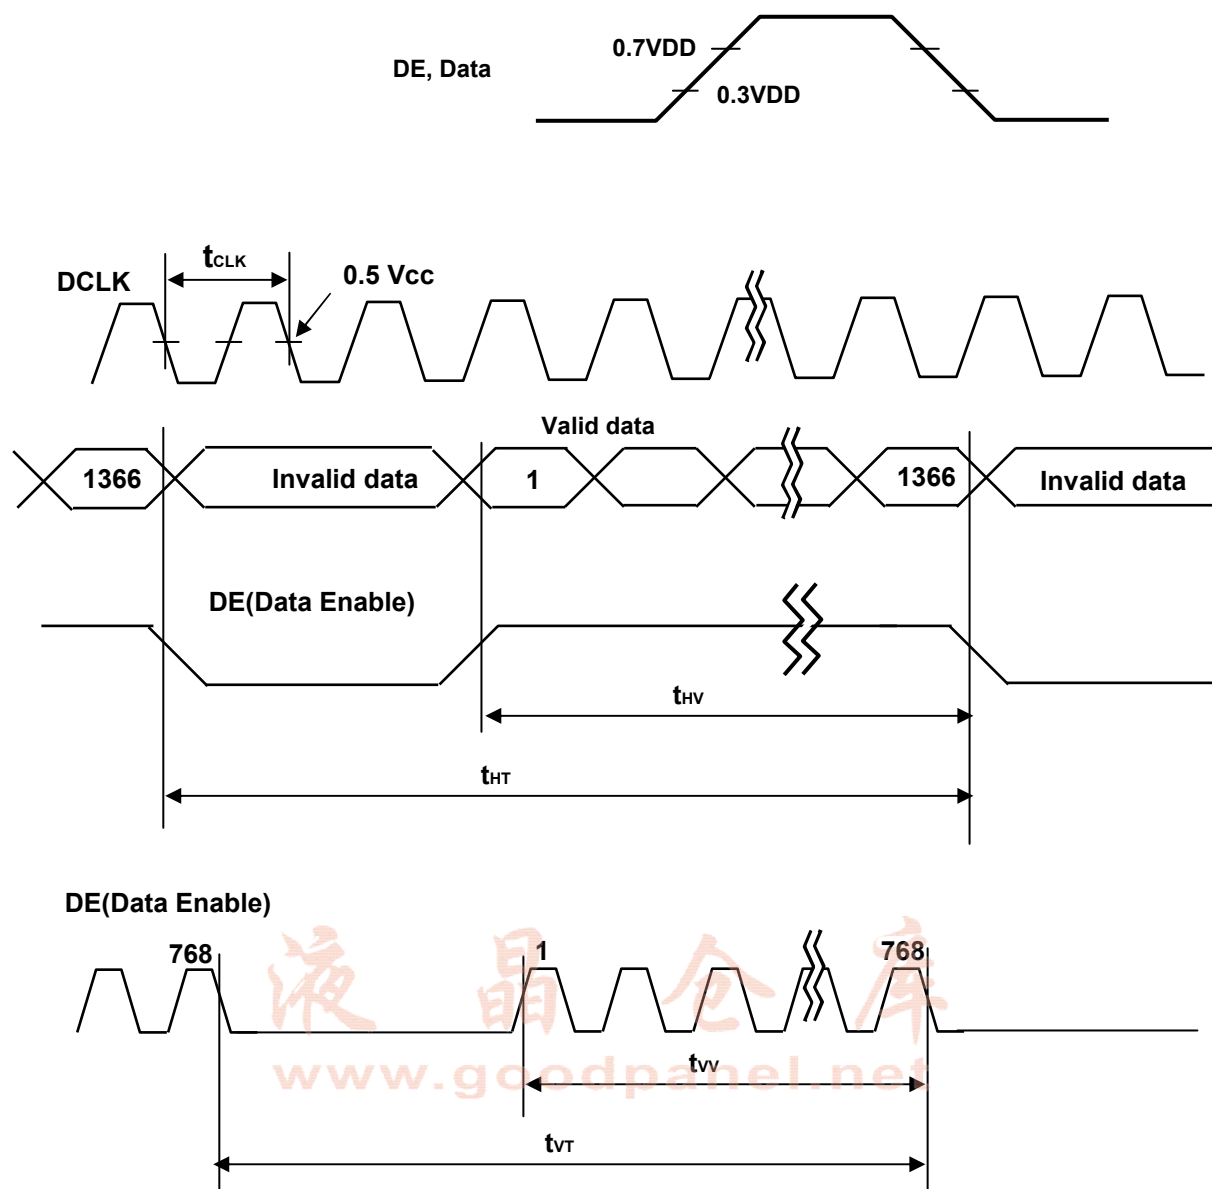 0.7VDD
DE, Data
0.3VDD
tCLK
DCLK
0.5 Vcc
Valid data
1366
Invalid data
1
1366
Invalid data
DE(Data Enable)
tHV
tHT
DE(Data Enable)
768
1
768
液晶仓库
www.goodpanel.net
tVV
tVT